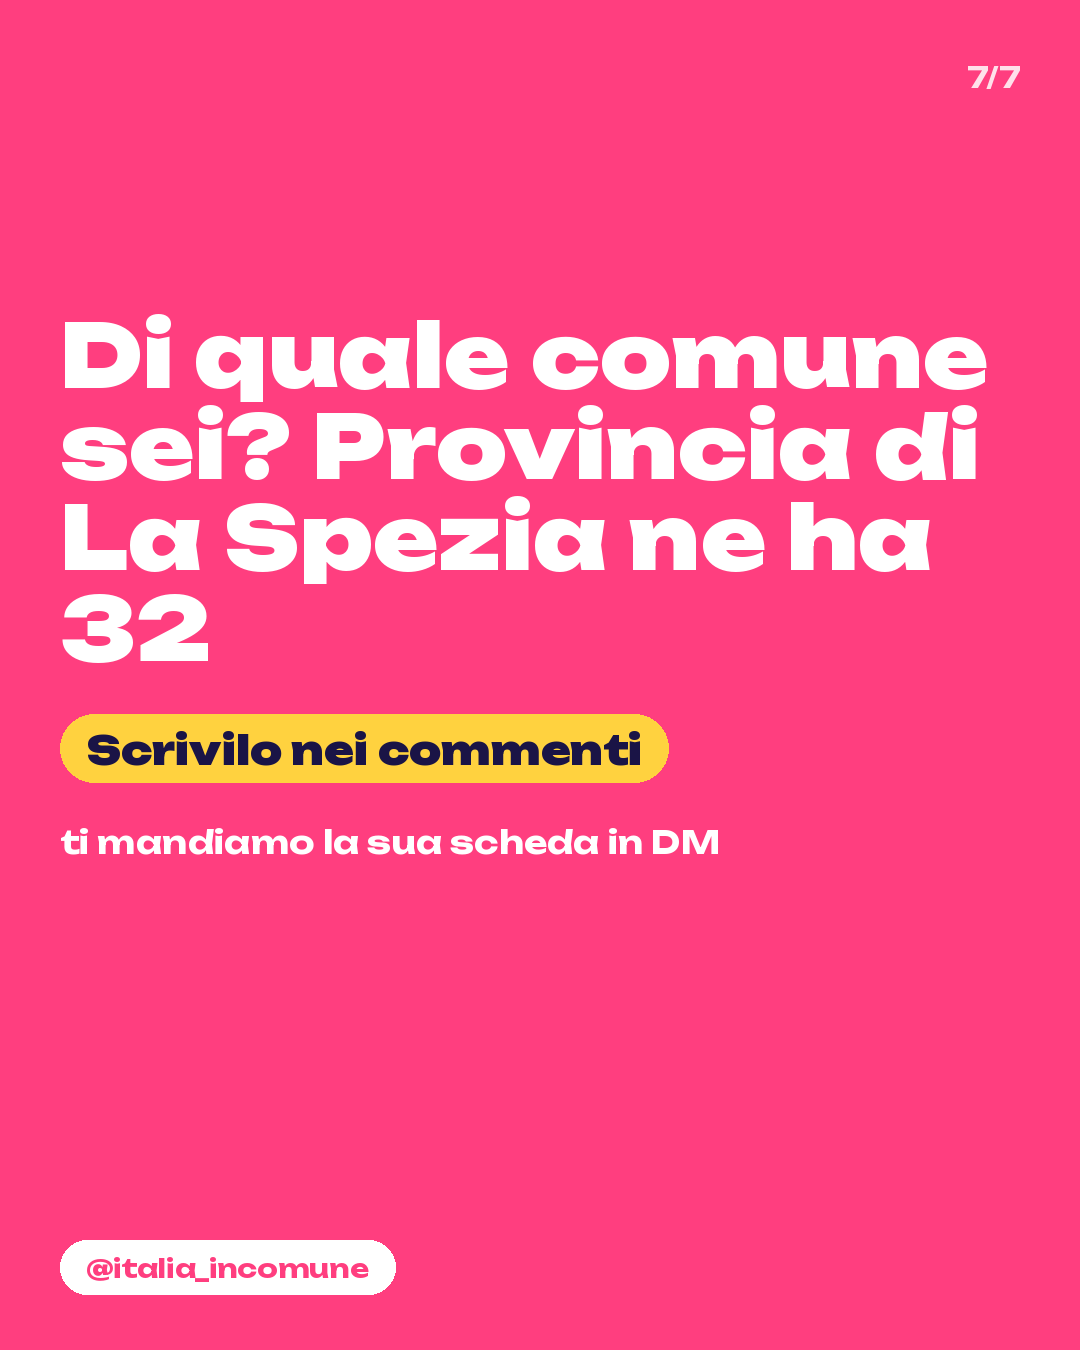 7/7
Di quale comune
sei? Provincia di
La Spezia ne ha
32
Scrivilo nei commenti
ti mandiamo la sua scheda in DM
@italia_incomune